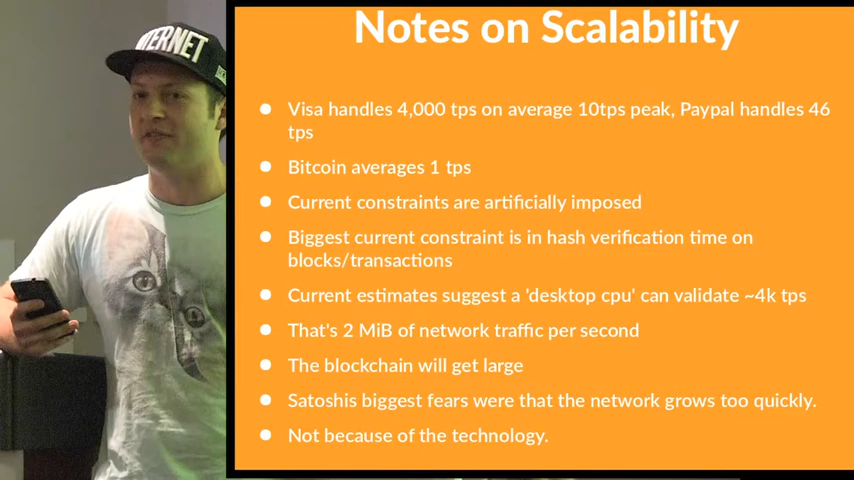 Notes on Scalability
TERNET
Visa handles 4,000 tps on average 10tps peak, Paypal handles 46
tps
Bitcoin averages 1 tps
Current constraints are artificially imposed
Biggest current constraint is in hash verification time on
blocks/transactions
Current estimates suggest a 'desktop cpu' can validate ~4k tps
That's 2 MiB of network traffic per second
The blockchain will get large
Satoshis biggest fears were that the network grows too quickly.
Not because of the technology.